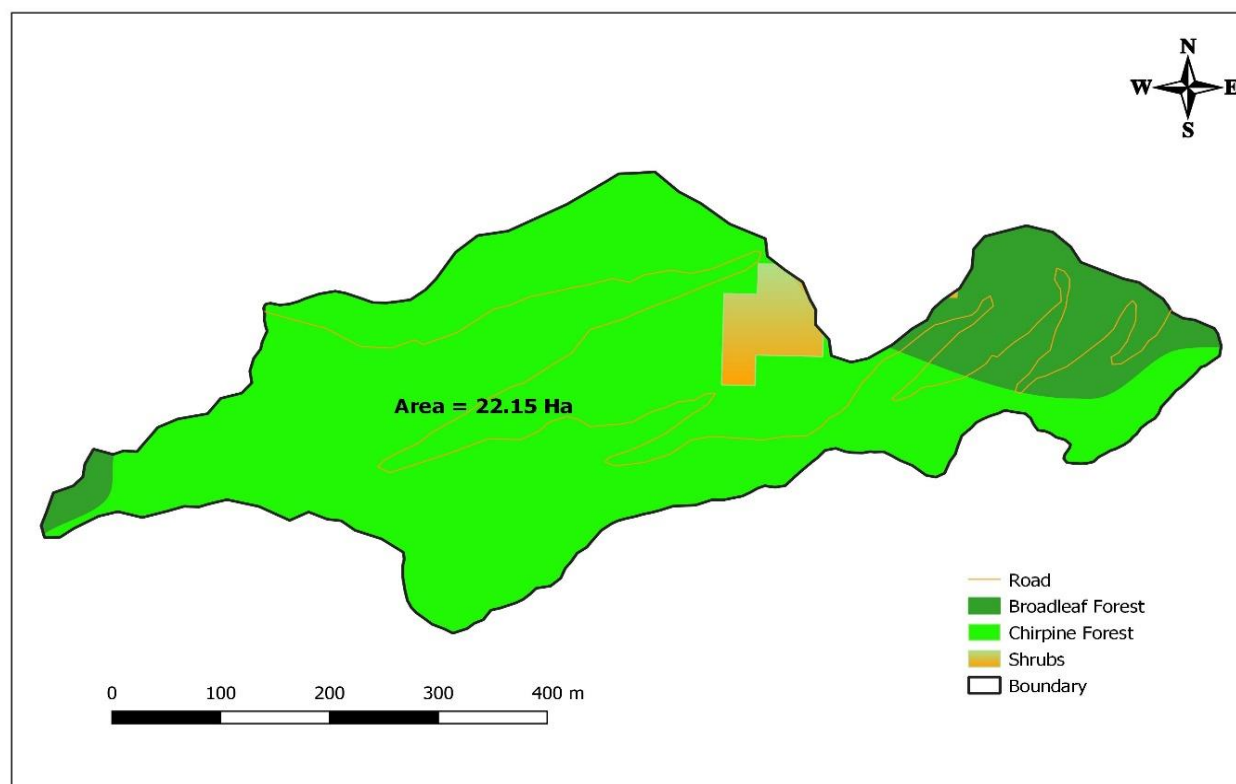 N
W E
S
Area = 22.15 Ha
Road
Broadleaf Forest
Chirpine Forest
Shrubs
Boundary
0 100 200 300 400 m